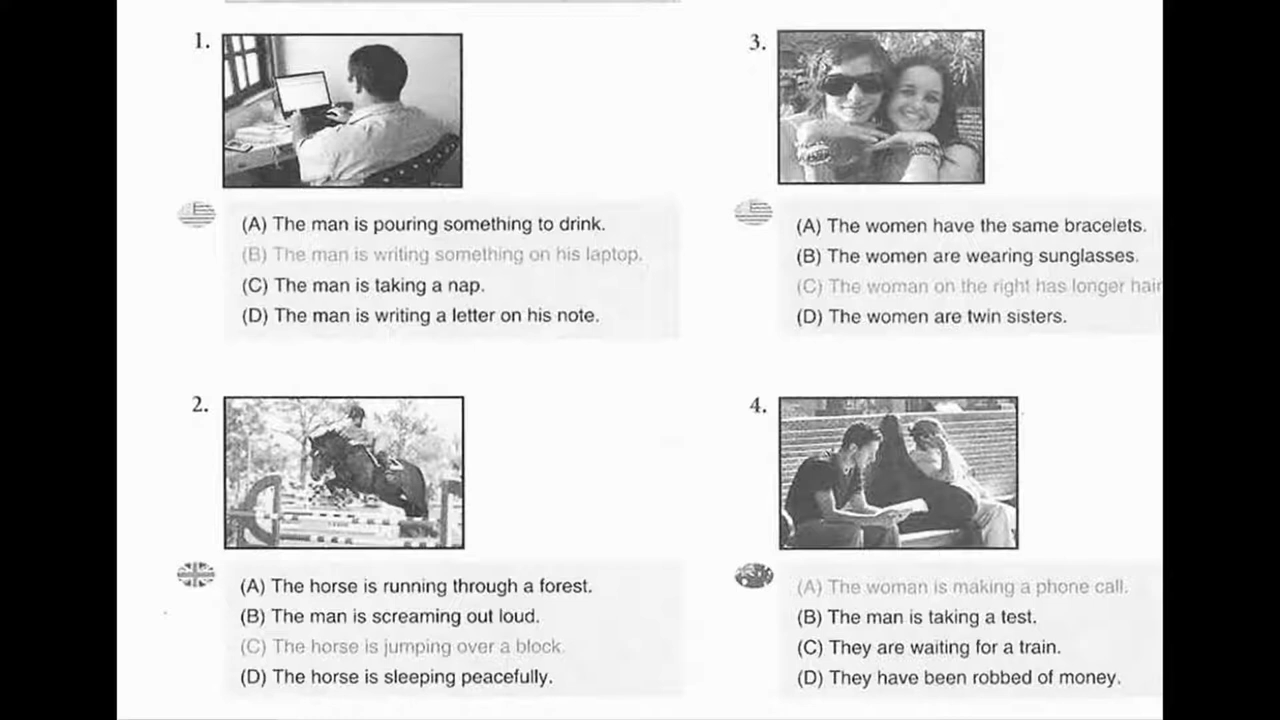 1.
(A) The man is pouring something to drink.
(B) The man is writing something on his laptop.
(C) The man is taking a nap.
(D) The man is writing a letter on his note.
2.
(A) The horse is running through a forest.
(B) The man is screaming out loud.
(C) The horse is jumping over a block.
(D) The horse is sleeping peacefully.
3.
(A) The women have the same bracelets.
(B) The women are wearing sunglasses.
(C) The woman on the right has longer hair
(D) The women are twin sisters.
4.
(A) The woman is making a phone call.
(B) The man is taking a test.
(C) They are waiting for a train.
(D) They have been robbed of money.